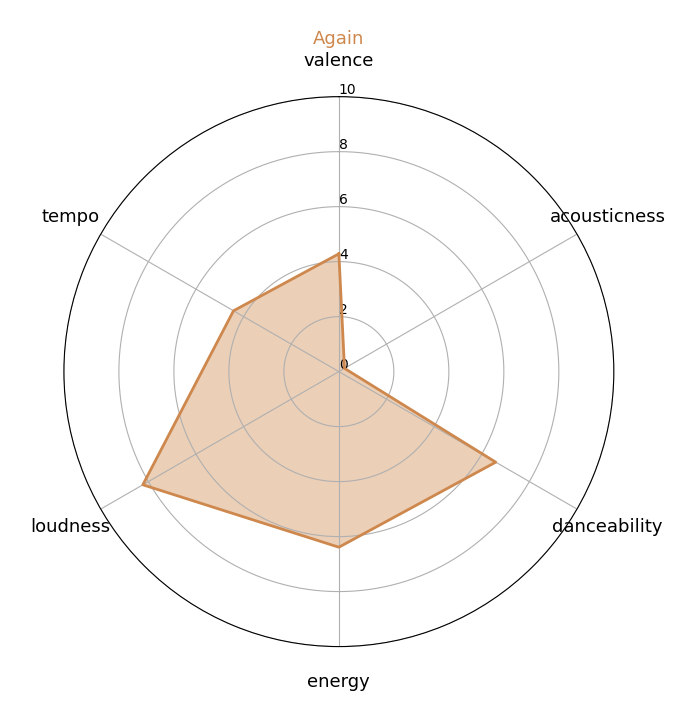 Again
valence
10
8
6
4
2
0
tempo
acousticness
loudness
danceability
energy